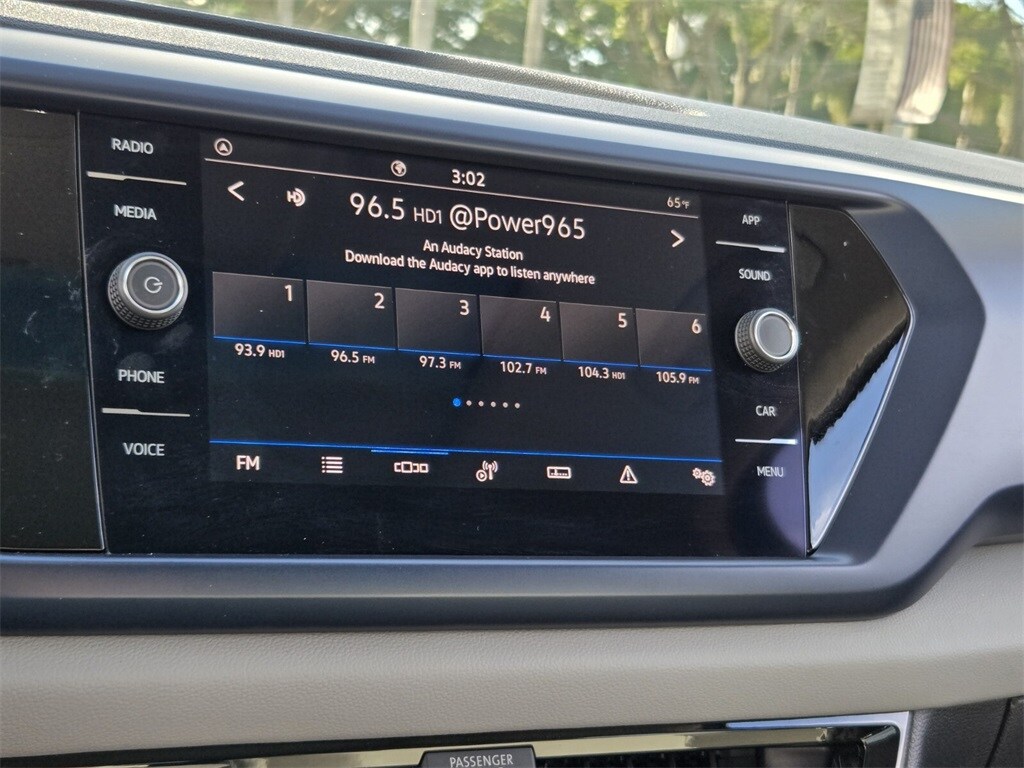 RADIO
MEDIA
PHONE
VOICE
3:02
65°F
HD
96.5 HD1 @Power965
An Audacy Station
Download the Audacy app to listen anywhere
1 2 3 4 5 6
93.9 HD1 96.5 FM 97.3 FM 102.7 FM 104.3 HD1 105.9 FM
FM
APP
SOUND
CAR
MENU
PASSENGER